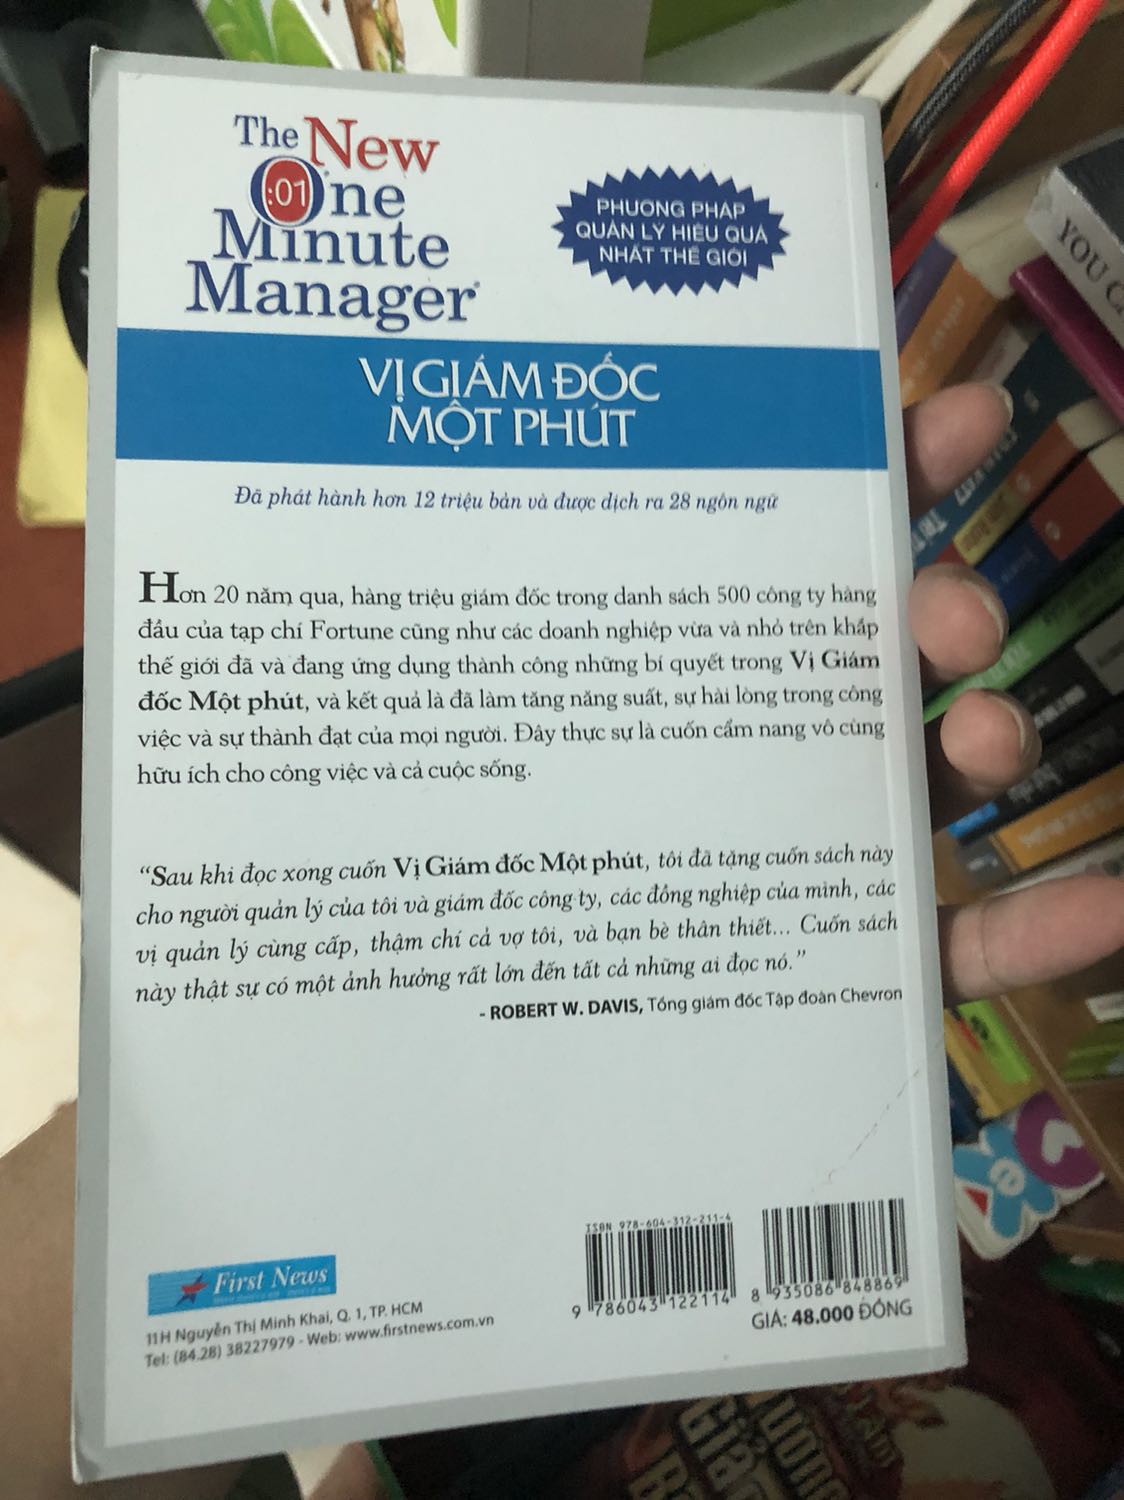 The New
:01
One
Minute
Manager
PHƯƠNG PHÁP
QUẢN LÝ HIỆU QUẢ
NHẤT THẾ GIỚI
VỊ GIÁM ĐỐC
MỘT PHÚT
Đã phát hành hơn 12 triệu bản và được dịch ra 28 ngôn ngữ
Hơn 20 năm qua, hàng triệu giám đốc trong danh sách 500 công ty hàng
đầu của tạp chí Fortune cũng như các doanh nghiệp vừa và nhỏ trên khắp
thế giới đã và đang ứng dụng thành công những bí quyết trong Vị Giám
đốc Một phút, và kết quả là đã làm tăng năng suất, sự hài lòng trong công
việc và sự thành đạt của mọi người. Đây thực sự là cuốn cẩm nang vô cùng
hữu ích cho công việc và cả cuộc sống.
“Sau khi đọc xong cuốn Vị Giám đốc Một phút, tôi đã tặng cuốn sách này
cho người quản lý của tôi và giám đốc công ty, các đồng nghiệp của mình, các
vị quản lý cùng cấp, thậm chí cả vợ tôi, và bạn bè thân thiết... Cuốn sách
này thật sự có một ảnh hưởng rất lớn đến tất cả những ai đọc nó.”
- ROBERT W. DAVIS, Tổng giám đốc Tập đoàn Chevron
First News
11H Nguyễn Thị Minh Khai, Q. 1, TP. HCM
Tel: (84.28) 38227979 - Web: www.firstnews.com.vn
ISBN 978-604-312-211-4
9 786043 122114
8 935086 848869
GIÁ: 48.000 ĐỒNG
YOU